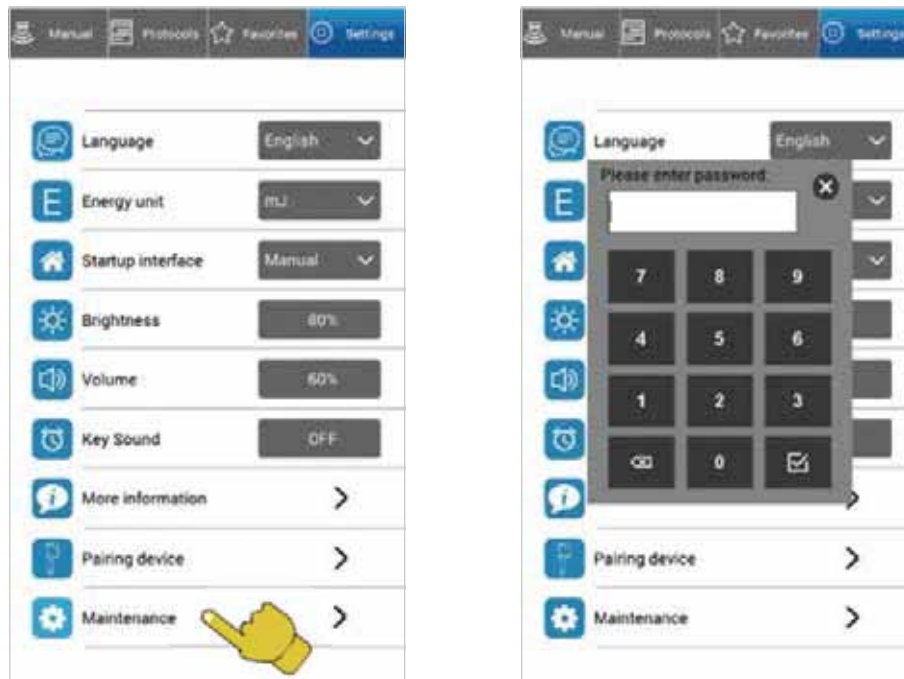 Manual Protocols Favorites Settings
Language English
Energy unit mJ
Startup interface Manual
Brightness 80%
Volume 60%
Key Sound OFF
More information
Pairing device
Maintenance
Manual Protocols Favorites Settings
Language English
Please enter password
E
7 8 9
4 5 6
1 2 3
0
Pairing device
Maintenance